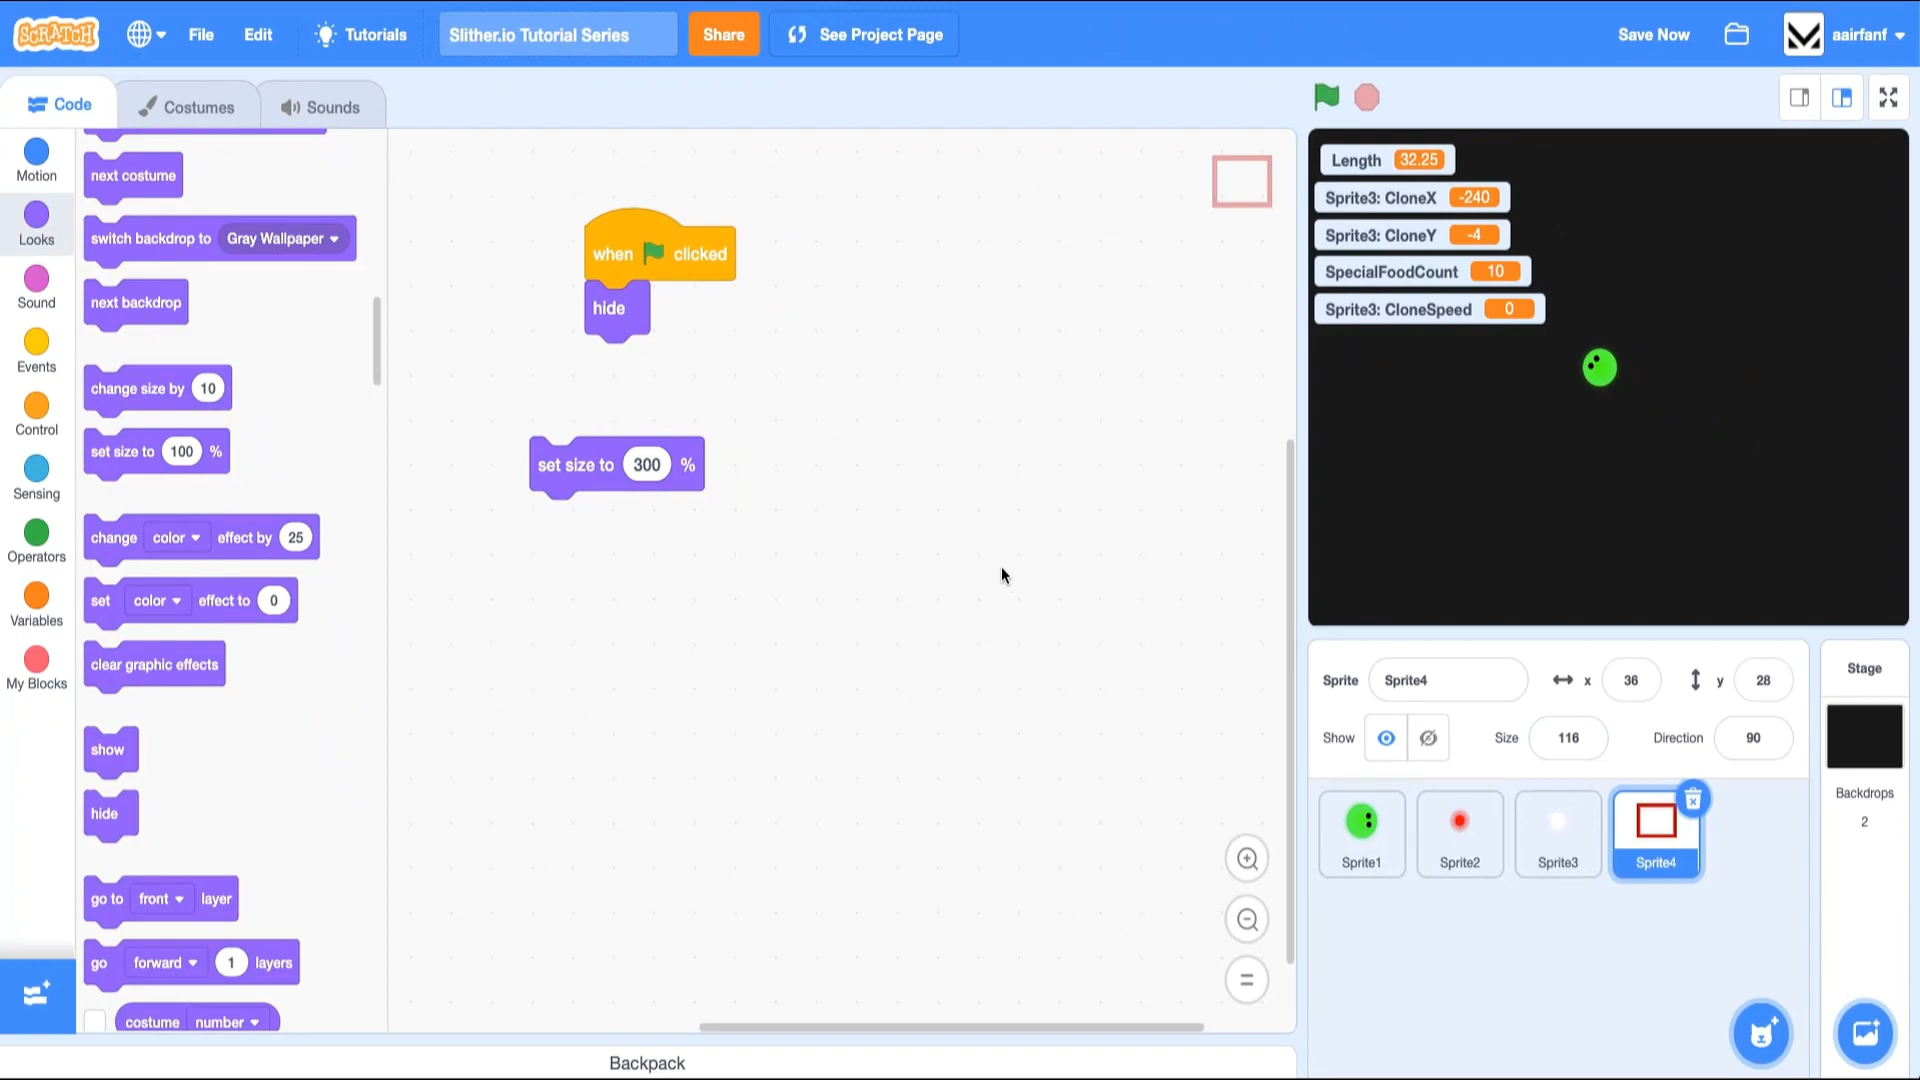 SCRATCH
File
Edit
Tutorials
Slither.io Tutorial Series
Share
See Project Page
Save Now
aairfanf
Code
Costumes
Sounds
Motion
Looks
Sound
Events
Control
Sensing
Operators
Variables
My Blocks
next costume
switch backdrop to Gray Wallpaper
next backdrop
change size by 10
set size to 100 %
change color effect by 25
set color effect to 0
clear graphic effects
show
hide
go to front layer
go forward 1 layers
costume number
when clicked
hide
set size to 300 %
Backpack
Length 32.25
Sprite3: CloneX -240
Sprite3: CloneY -4
SpecialFoodCount 10
Sprite3: CloneSpeed 0
Sprite Sprite4 x 36 y 28
Show Size 116 Direction 90
Sprite1
Sprite2
Sprite3
Sprite4
Stage
Backdrops
2